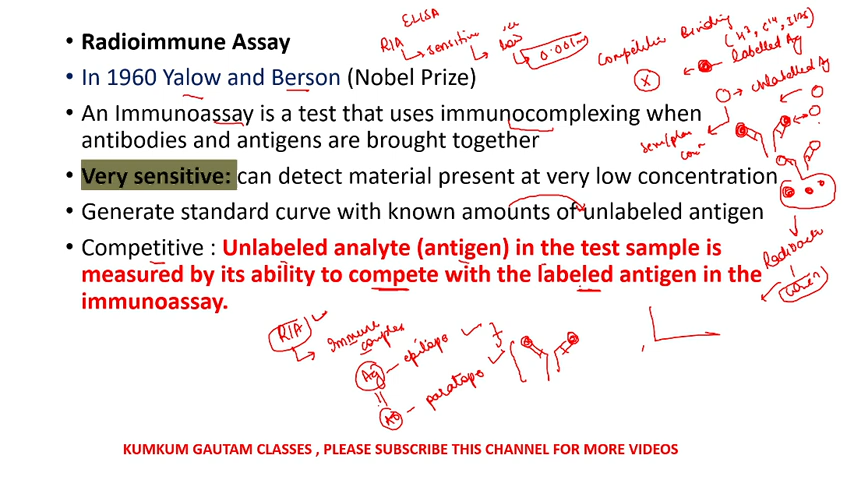 ELISA
RIA
sensitive
0.001
Competitive Binding
(H3, C14, I125)
labelled Ag
X
unlabelled Ag
• Radioimmune Assay
• In 1960 Yalow and Berson (Nobel Prize)
• An Immunoassay is a test that uses immunocomplexing when
antibodies and antigens are brought together
• Very sensitive: can detect material present at very low concentration
• Generate standard curve with known amounts of unlabeled antigen
• Competitive : Unlabeled analyte (antigen) in the test sample is
measured by its ability to compete with the labeled antigen in the
immunoassay.
RIA
Immune
complex
Ag – epitope
Ab – paratope
KUMKUM GAUTAM CLASSES , PLEASE SUBSCRIBE THIS CHANNEL FOR MORE VIDEOS